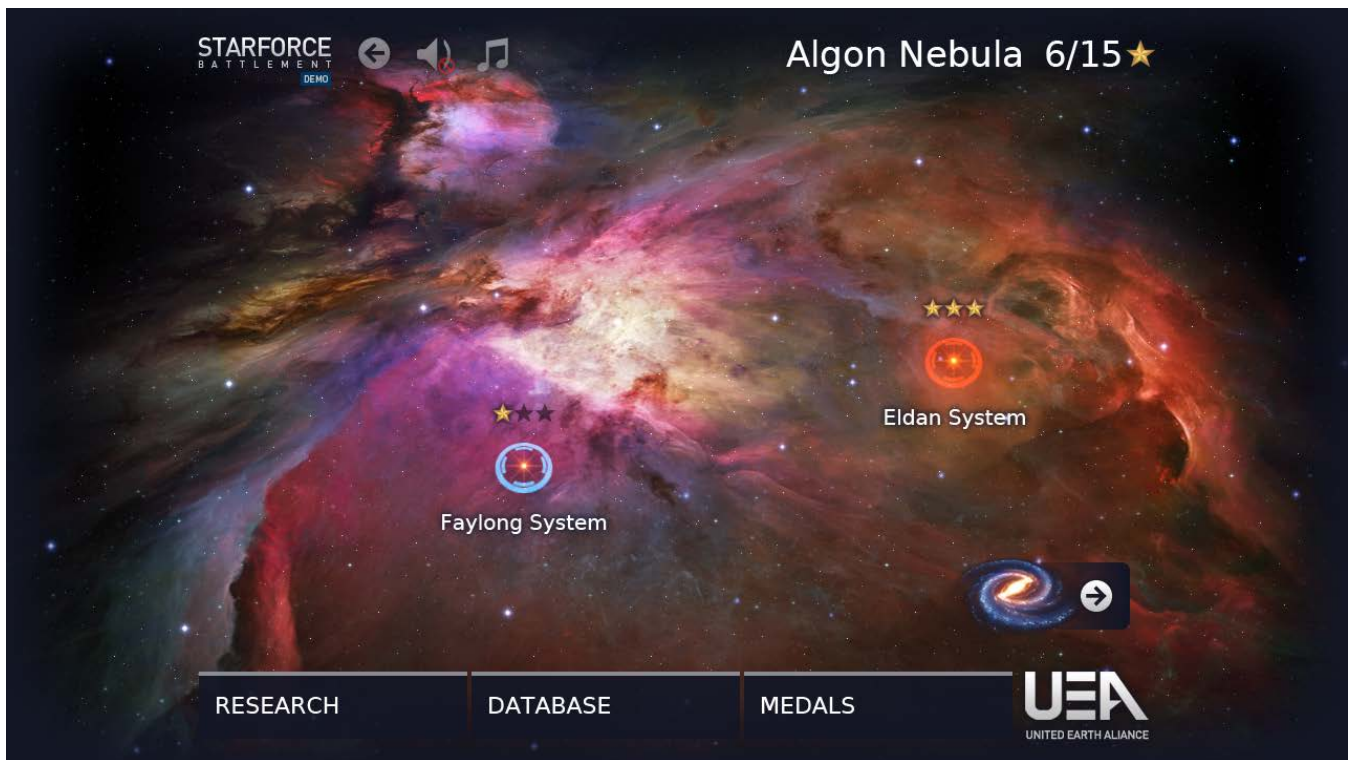 STARFORCE
BATTLEMENT
DEMO
Algon Nebula 6/15
Eldan System
Faylong System
RESEARCH
DATABASE
MEDALS
UEA
UNITED EARTH ALIANCE